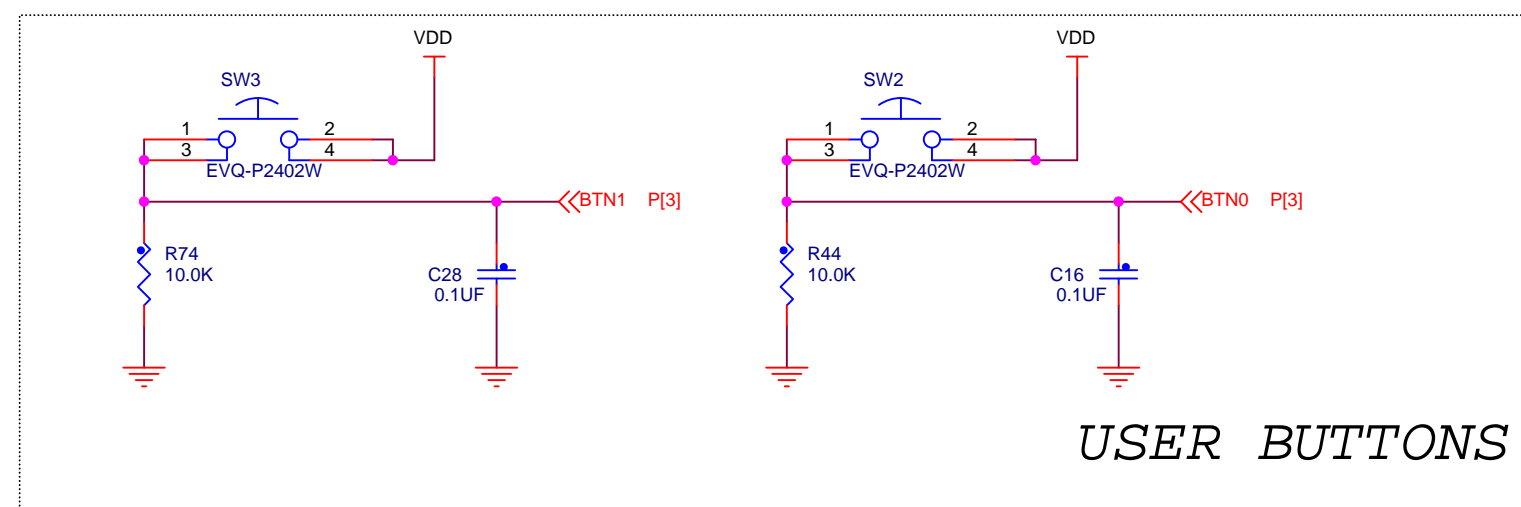 VDD
SW3
1
2
3
4
EVQ-P2402W
BTN1 P[3]
R74
10.0K
C28
0.1UF
VDD
SW2
1
2
3
4
EVQ-P2402W
BTN0 P[3]
R44
10.0K
C16
0.1UF
USER BUTTONS